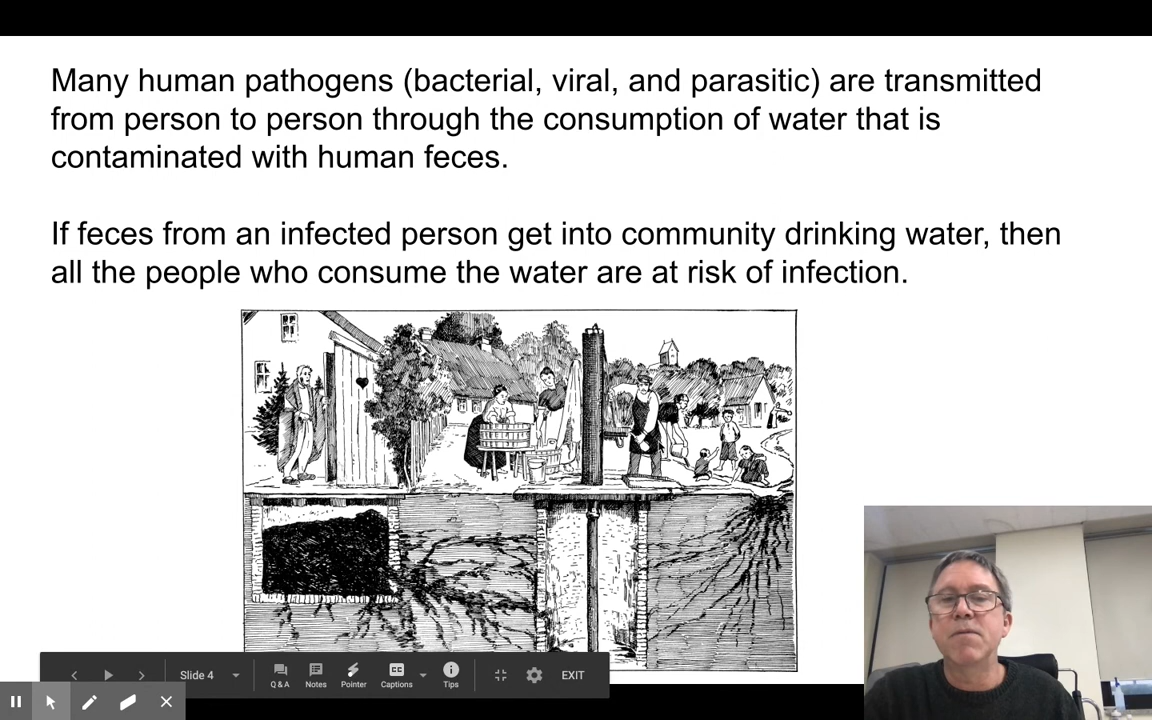 Many human pathogens (bacterial, viral, and parasitic) are transmitted
from person to person through the consumption of water that is
contaminated with human feces.
If feces from an infected person get into community drinking water, then
all the people who consume the water are at risk of infection.
Slide 4
Q & A
Notes
Pointer
CC
Captions
Tips
EXIT